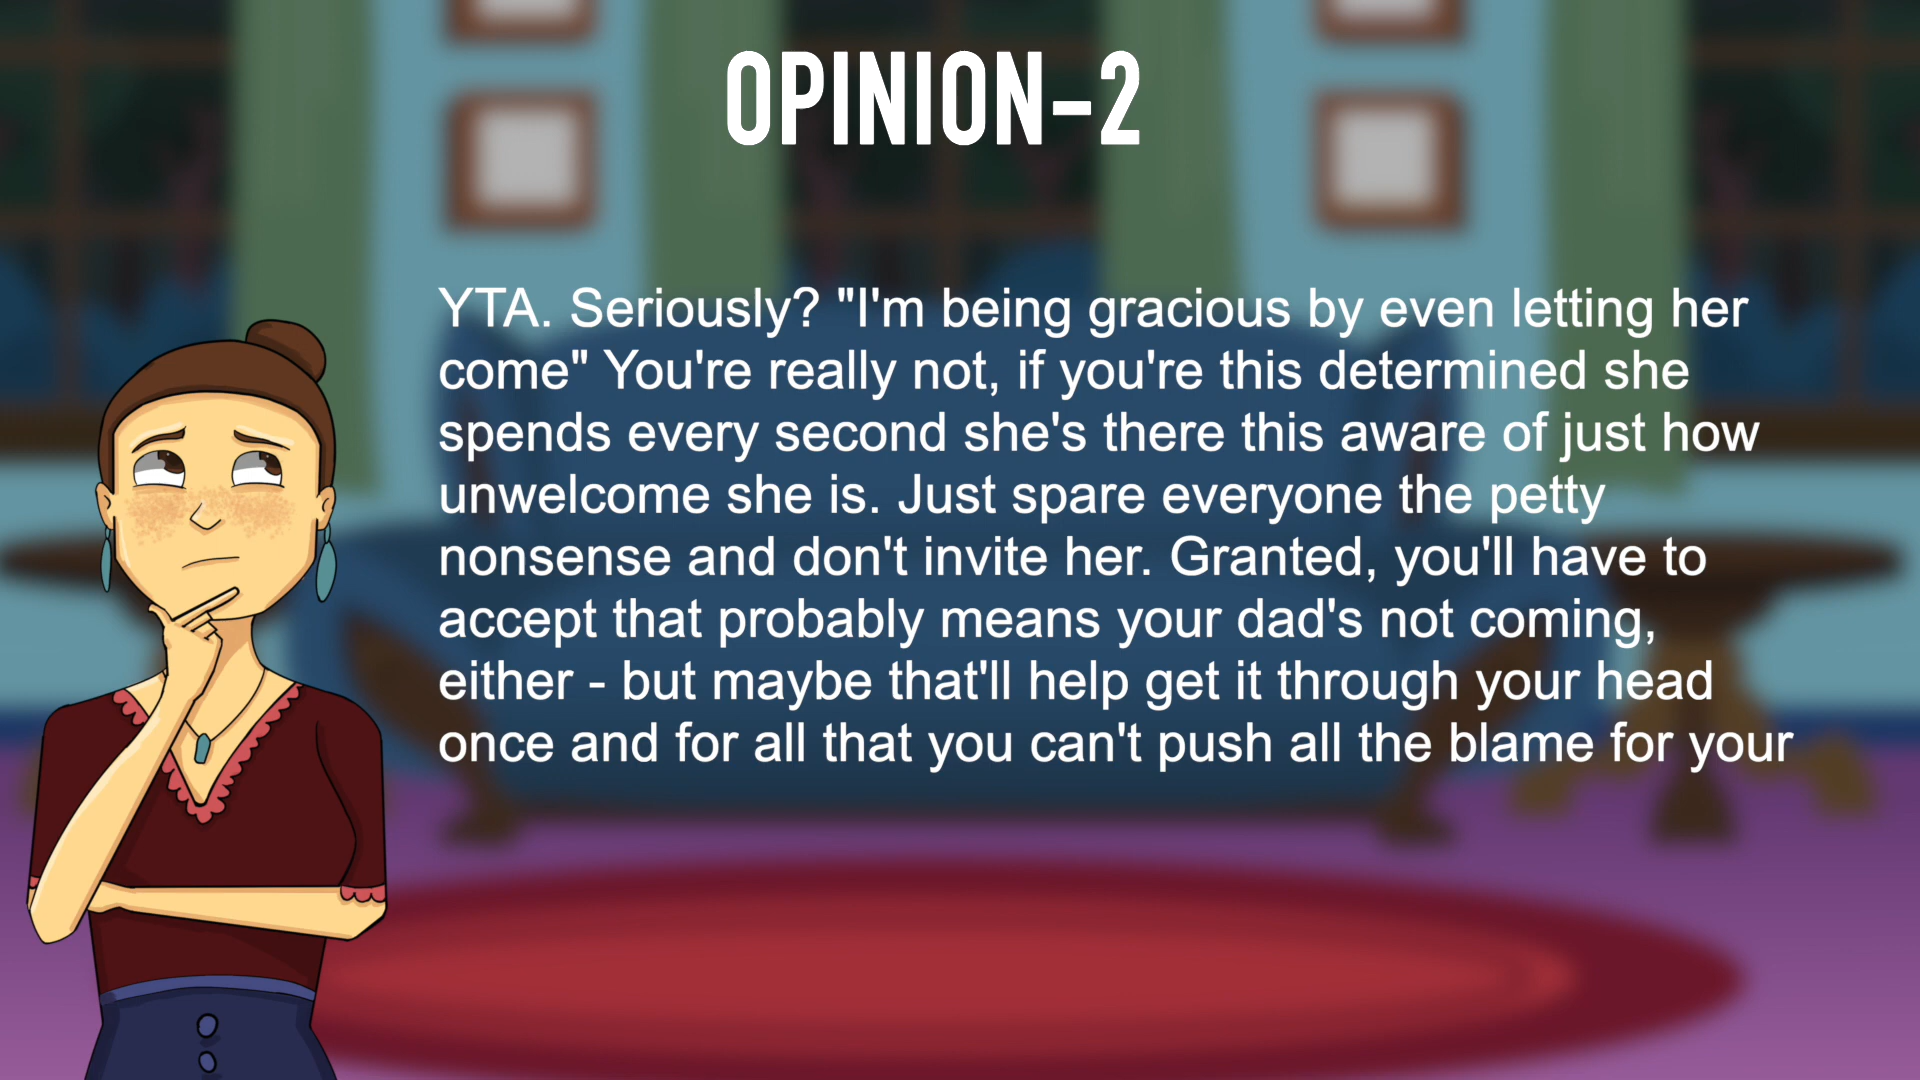 OPINION-2
YTA. Seriously? "I'm being gracious by even letting her
come" You're really not, if you're this determined she
spends every second she's there this aware of just how
unwelcome she is. Just spare everyone the petty
nonsense and don't invite her. Granted, you'll have to
accept that probably means your dad's not coming,
either - but maybe that'll help get it through your head
once and for all that you can't push all the blame for your